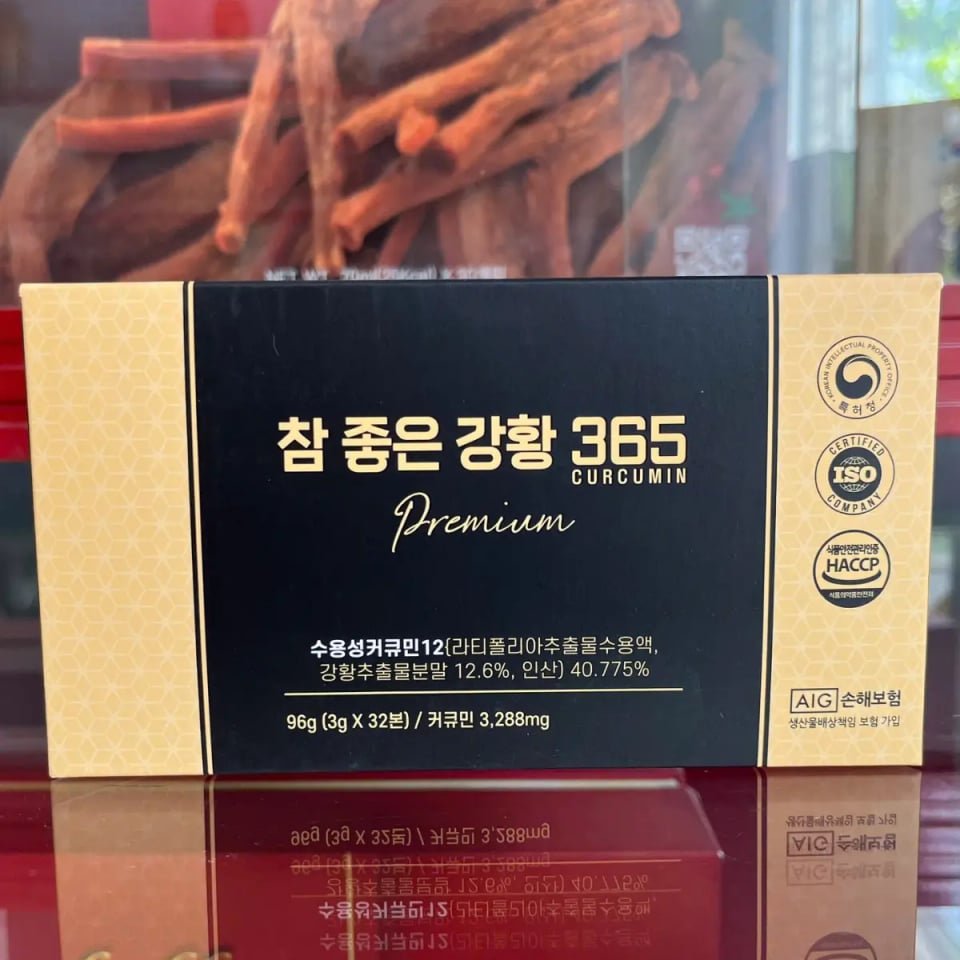 참 좋은 강황 365
CURCUMIN
Premium
수용성커큐민12{라티폴리아추출물수용액,
강황추출물분말 12.6%, 인산} 40.775%
96g (3g X 32본) / 커큐민 3,288mg
KOREAN INTELLECTUAL PROPERTY OFFICE
특허청
CERTIFIED
ISO
COMPANY
식품안전관리인증
HACCP
식품의약품안전처
AIG 손해보험
생산물배상책임 보험 가입